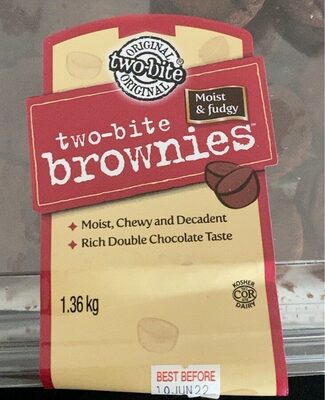 ORIGINAL
two-bite
ORIGINAL
Moist
& fudgy
two-bite
brownies™
Moist, Chewy and Decadent
Rich Double Chocolate Taste
1.36 kg
KOSHER
COR
DAIRY
BEST BEFORE
10 JUN 22